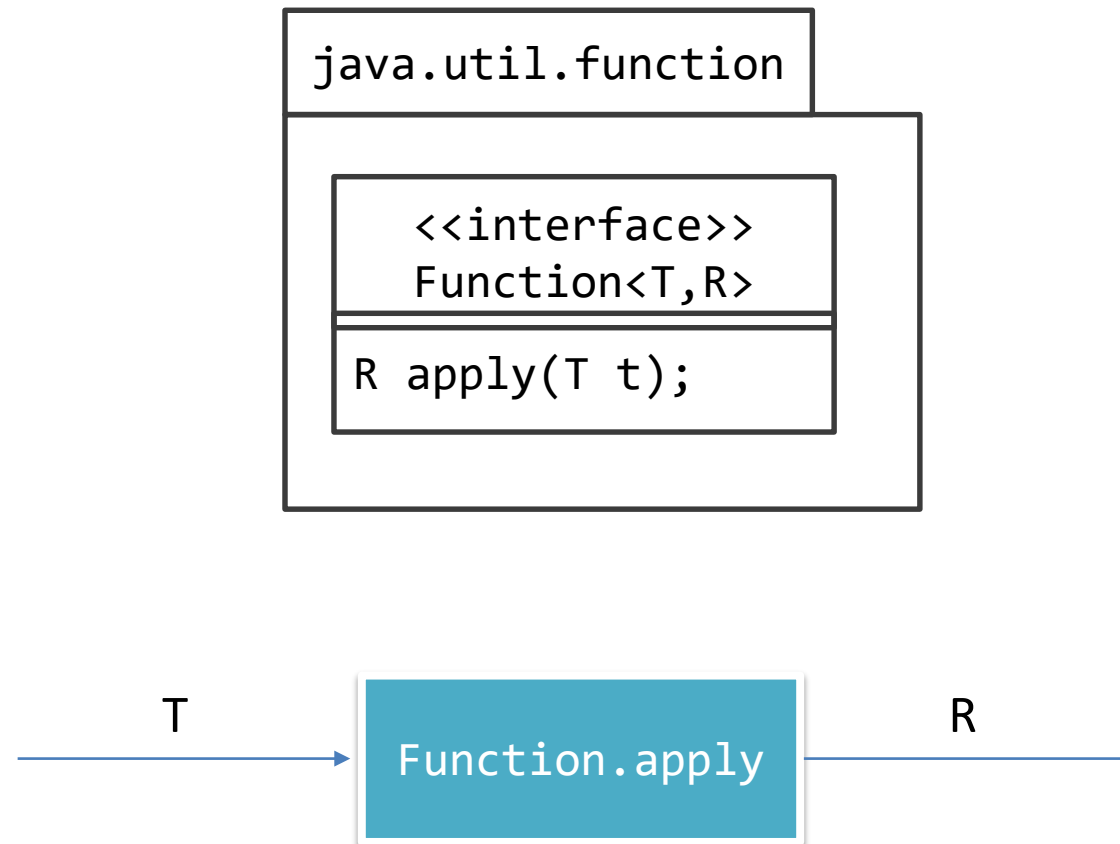 java.util.function
<<interface>>
Function<T,R>
R apply(T t);
T
R
Function.apply